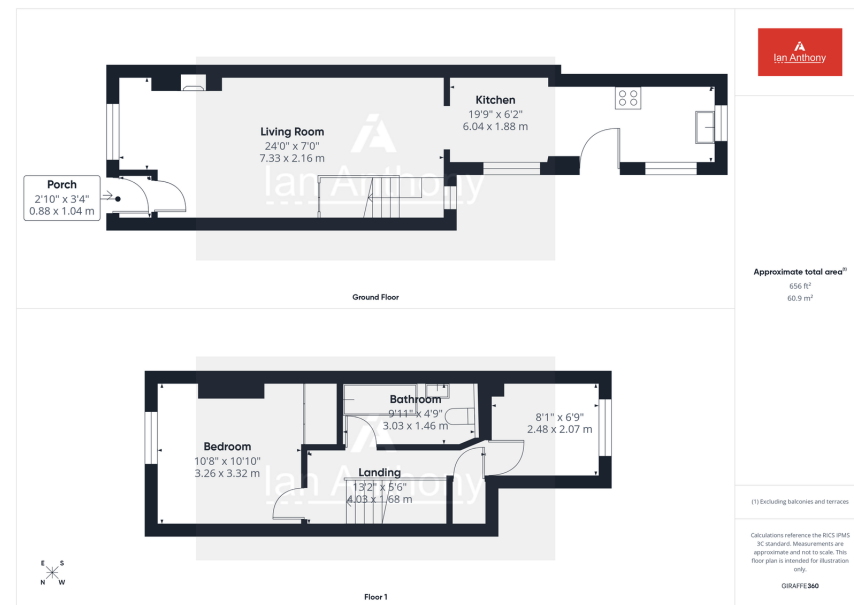 Ian Anthony
Kitchen
19'9" x 6'2"
6.04 x 1.88 m
Living Room
24'0" x 7'0"
7.33 x 2.16 m
Ian Anthony
Porch
2'10" x 3'4"
0.88 x 1.04 m
Ground Floor
Approximate total area(1)
656 ft²
60.9 m²
Bathroom
9'11" x 4'9"
3.03 x 1.46 m
8'1" x 6'9"
2.48 x 2.07 m
Bedroom
10'8" x 10'10"
3.26 x 3.32 m
Landing
13'2" x 5'6"
4.03 x 1.68 m
Ian Anthony
E S
N W
Floor 1
(1) Excluding balconies and terraces
Calculations reference the RICS IPMS
3C standard. Measurements are
approximate and not to scale. This
floor plan is intended for illustration
only.
GIRAFFE360